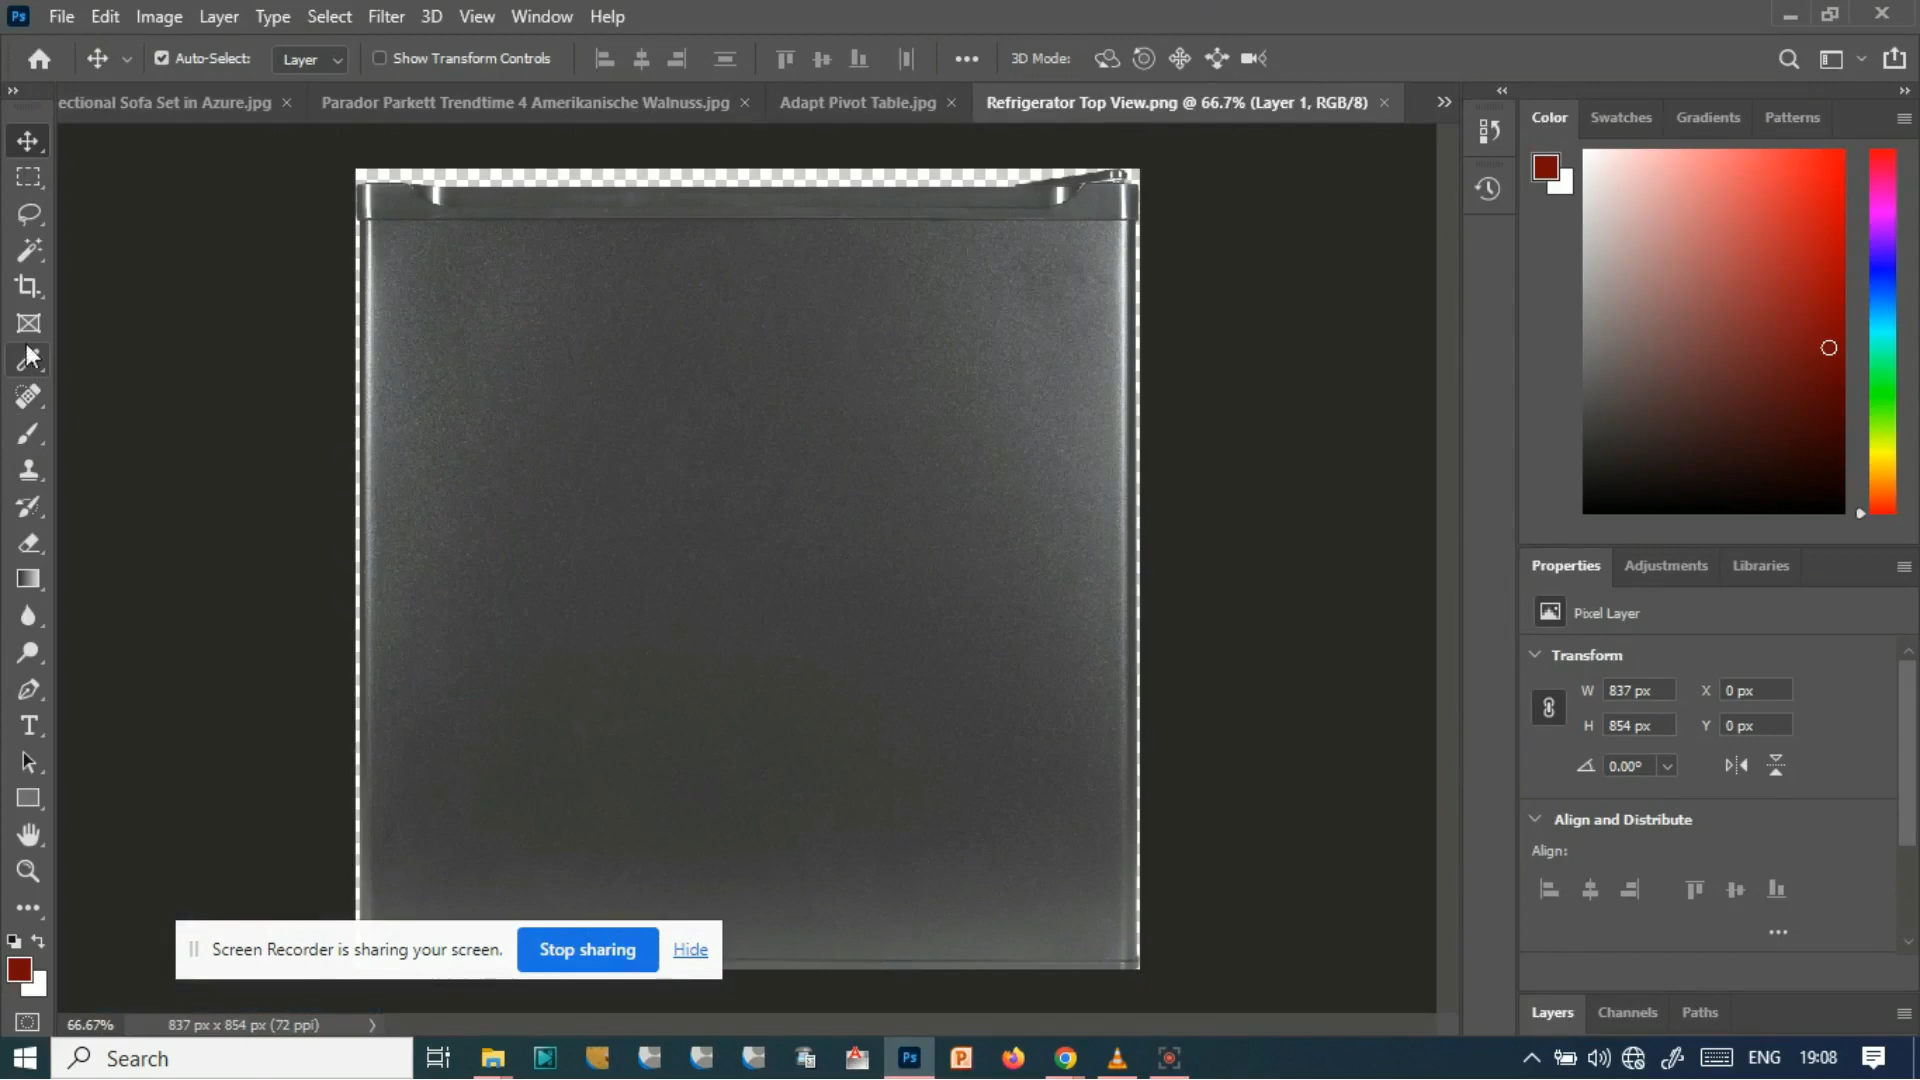 Ps File Edit Image Layer Type Select Filter 3D View Window Help
Auto-Select: Layer Show Transform Controls 3D Mode:
ectional Sofa Set in Azure.jpg Parador Parkett Trendtime 4 Amerikanische Walnuss.jpg Adapt Pivot Table.jpg Refrigerator Top View.png @ 66.7% (Layer 1, RGB/8)
Color Swatches Gradients Patterns
Properties Adjustments Libraries
Pixel Layer
Transform
W 837 px X 0 px
H 854 px Y 0 px
0.00°
Align and Distribute
Align:
Screen Recorder is sharing your screen. Stop sharing Hide
Layers Channels Paths
66.67% 837 px x 854 px (72 ppi)
Search Ps ENG 19:08